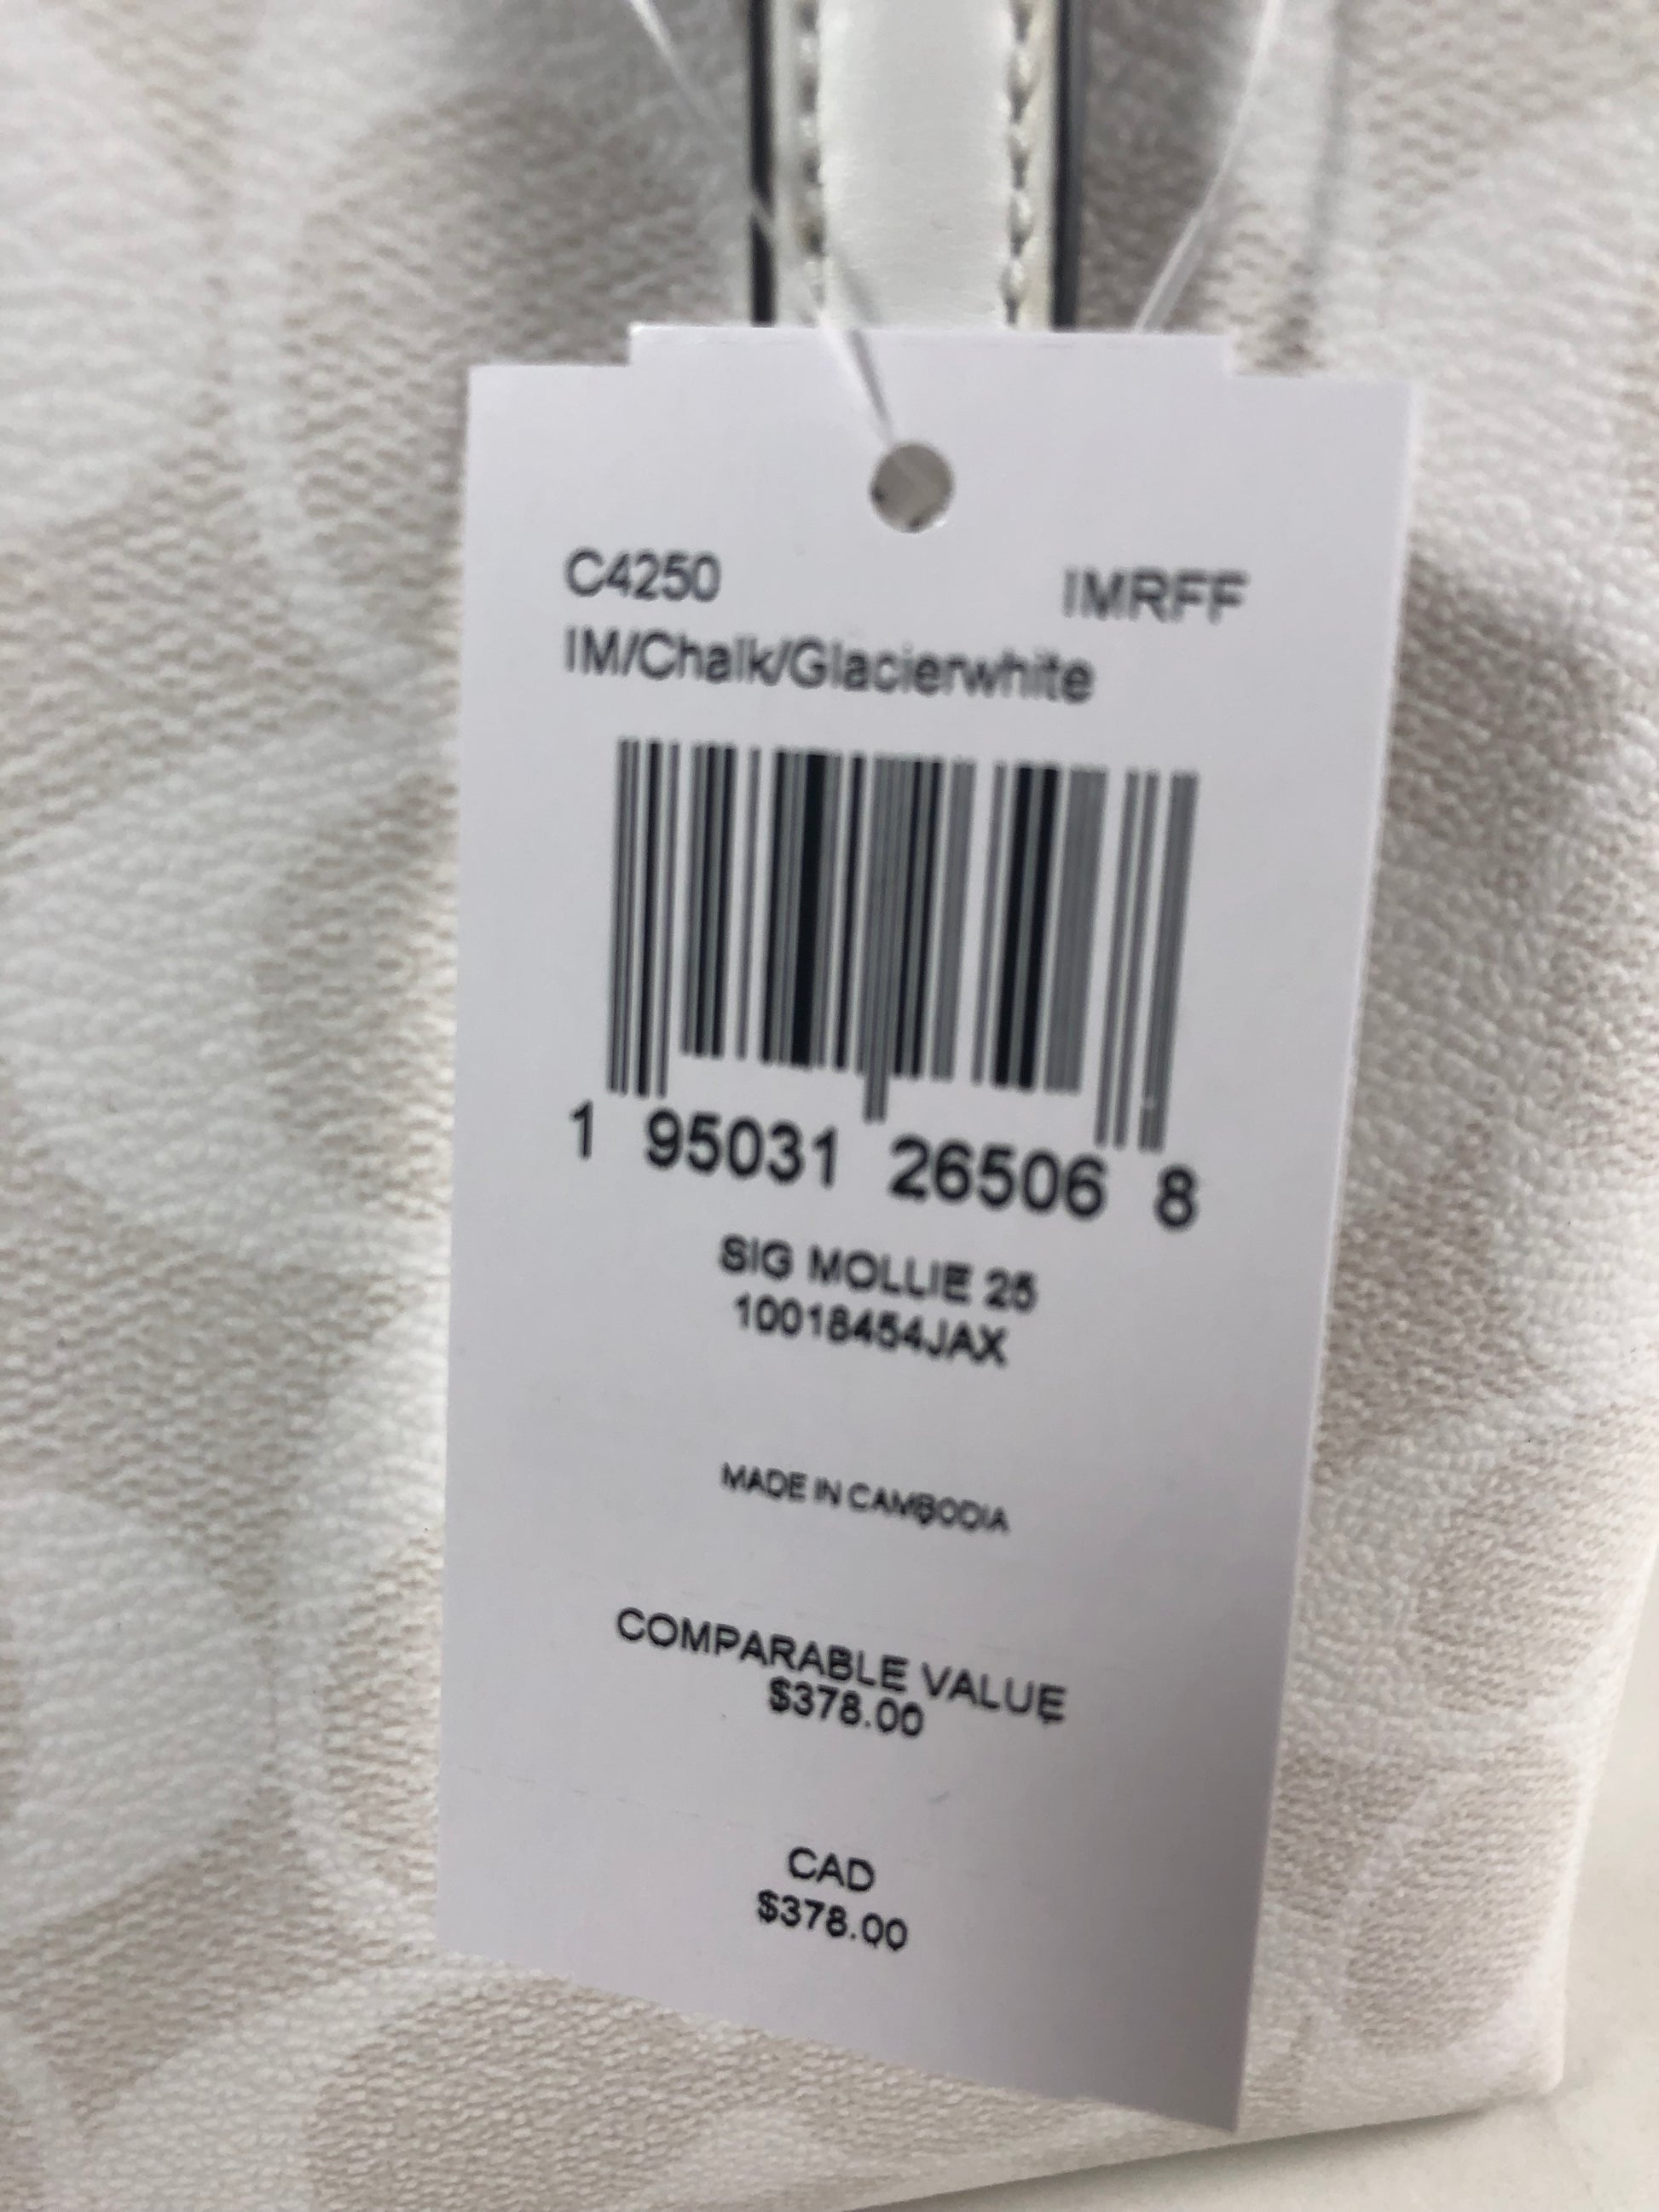 C4250 IMRFF
IM/Chalk/Glacierwhite
1 95031 26506 8
SIG MOLLIE 25
10018454JAX
MADE IN CAMBODIA
COMPARABLE VALUE
$378.00
CAD
$378.00